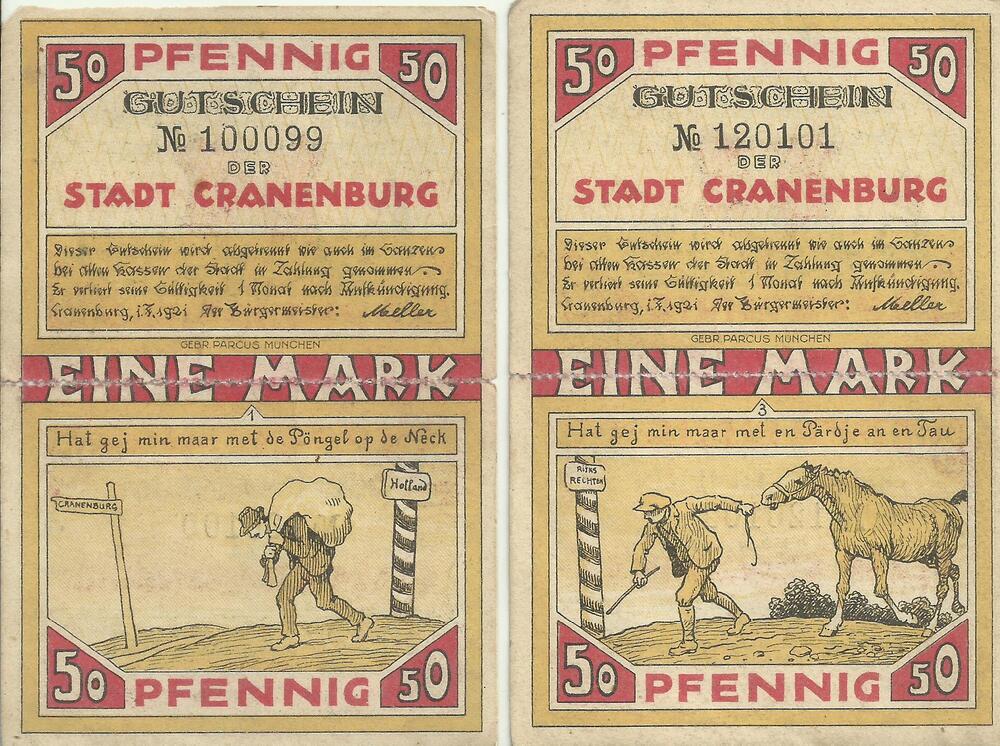 50 PFENNIG 50
GUTSCHEIN
№ 100099
DER
STADT CRANENBURG
Dieser Gutschein wird abgetrennt wie auch im Ganzen
bei allen Kassen der Stadt in Zahlung genommen
Er verliert seine Gültigkeit 1 Monat nach Aufkündigung.
Cranenburg, i.J. 1921 Der Bürgermeister: Meller
GEBR. PARCUS MÜNCHEN
EINE MARK
1
Hat gej min maar met de Pöngel op de Neck
CRANENBURG
Holland
50 PFENNIG 50
50 PFENNIG 50
GUTSCHEIN
№ 120101
DER
STADT CRANENBURG
Dieser Gutschein wird abgetrennt wie auch im Ganzen
bei allen Kassen der Stadt in Zahlung genommen
Er verliert seine Gültigkeit 1 Monat nach Aufkündigung.
Cranenburg, i.J. 1921 Der Bürgermeister: Meller
GEBR. PARCUS MÜNCHEN
EINE MARK
3
Hat gej min maar met en Pärdje an en Tau
RIJKS
RECHTEN
50 PFENNIG 50